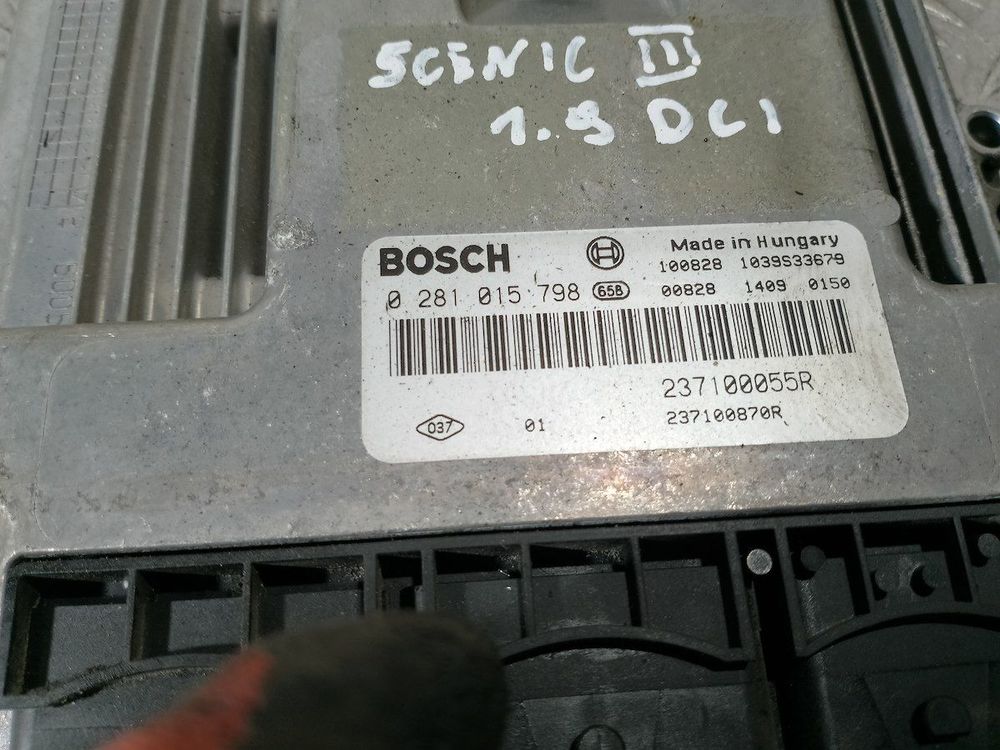 SCENIC III
1.9 DCI
BOSCH
Made in Hungary
100828 1039S33679
0 281 015 798 65B 00828 1409 0150
237100055R
037 01 237100870R